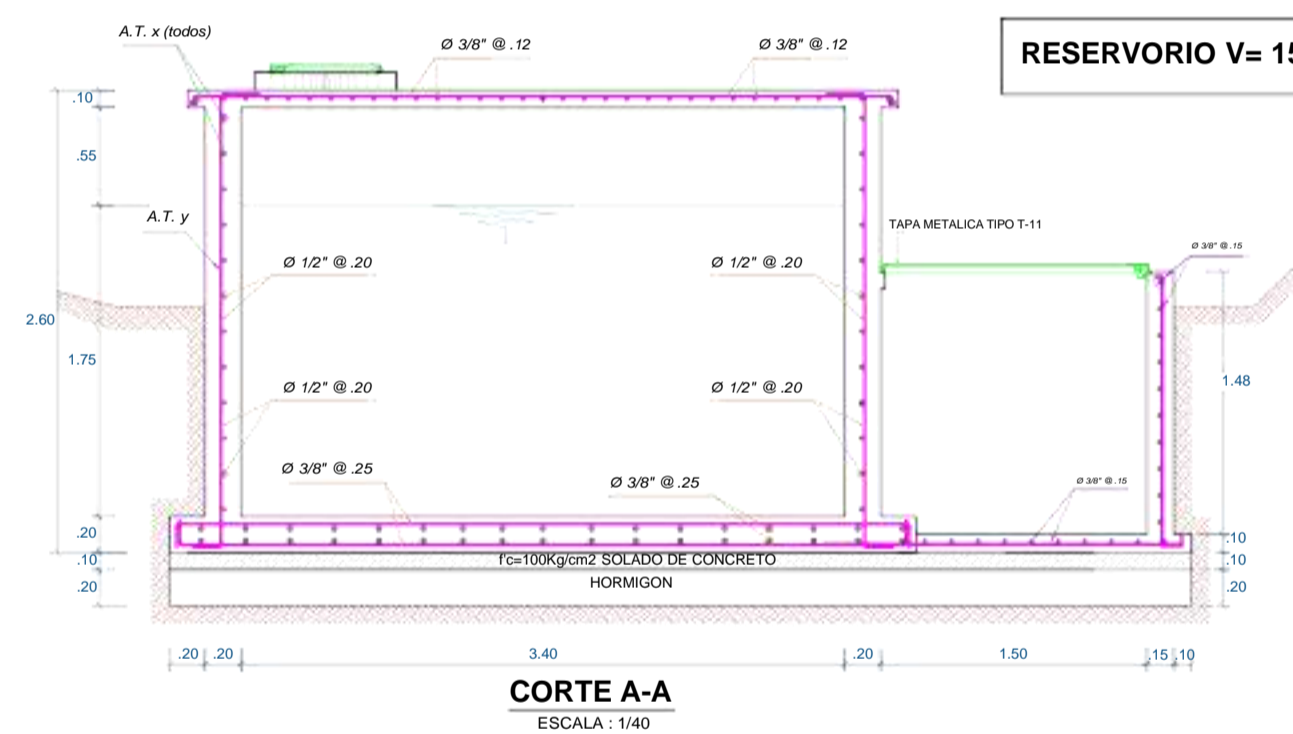 A.T. x (todos)
Ø 3/8" @ .12
Ø 3/8" @ .12
RESERVORIO V= 15
.10
.55
A.T. y
TAPA METALICA TIPO T-11
Ø 3/8" @ .15
Ø 1/2" @ .20
Ø 1/2" @ .20
2.60
1.75
1.48
Ø 1/2" @ .20
Ø 1/2" @ .20
Ø 3/8" @ .25
Ø 3/8" @ .25
Ø 3/8" @ .15
.20
.10
.20
f'c=100Kg/cm2 SOLADO DE CONCRETO
HORMIGON
.10
.10
.20
.20 .20 3.40 .20 1.50 .15 .10
CORTE A-A
ESCALA : 1/40